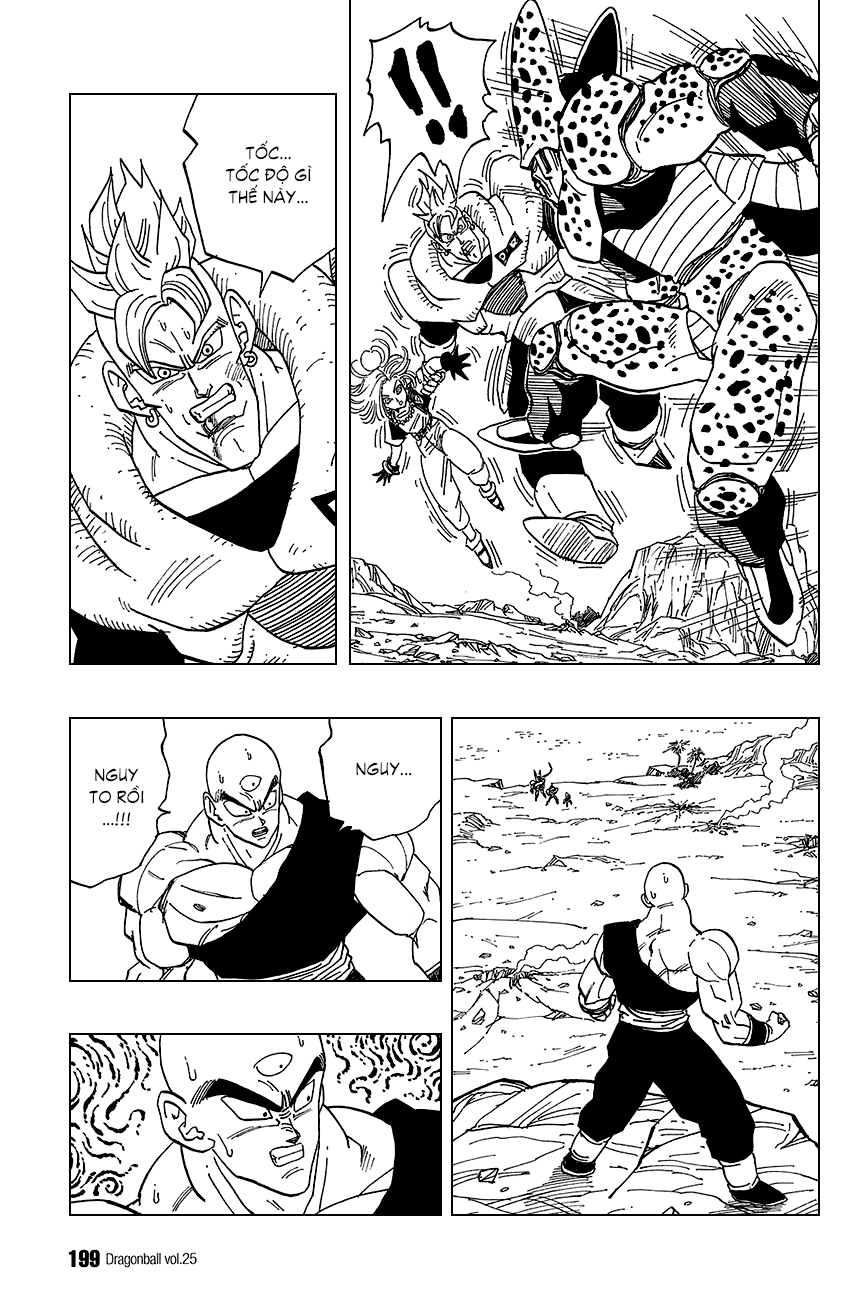 !!
TỐC...
TỐC ĐỘ GÌ
THẾ NÀY...
NGUY...
NGUY
TO RỒI
...!!!
199 Dragonball vol.25